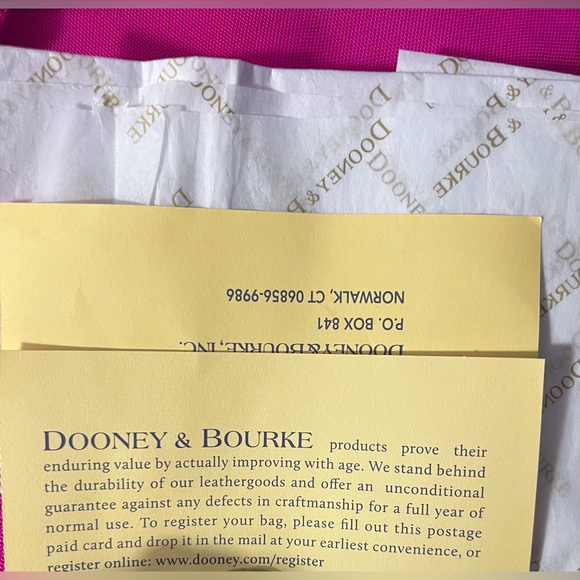 DOONEY & BOURKE
DOONEY
& BOURKE
NORWALK, CT 06856-9986
P.O. BOX 841
DOONEY & BOURKE, INC.
DOONEY & BOURKE products prove their
enduring value by actually improving with age. We stand behind
the durability of our leathergoods and offer an unconditional
guarantee against any defects in craftmanship for a full year of
normal use. To register your bag, please fill out this postage
paid card and drop it in the mail at your earliest convenience, or
register online: www.dooney.com/register